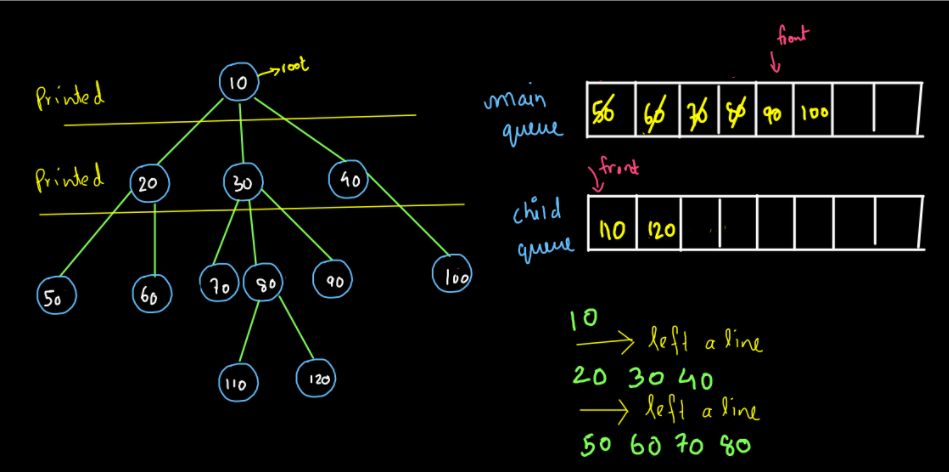 Printed
10 → root
Printed
20 30 40
50 60 70 80 90 100
110 120
front
main queue
50 60 70 80 90 100
front
child queue
110 120
10
→ left a line
20 30 40
→ left a line
50 60 70 80